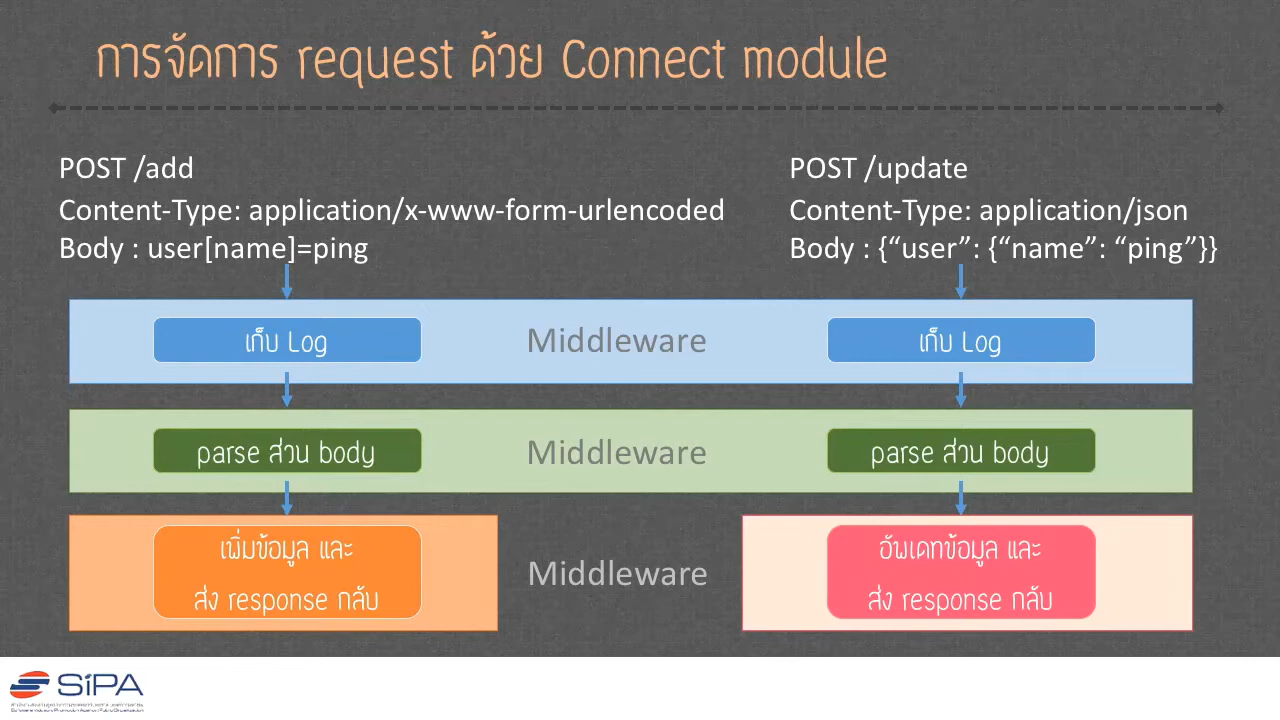 การจัดการ request ด้วย Connect module
POST /add
Content-Type: application/x-www-form-urlencoded
Body : user[name]=ping
POST /update
Content-Type: application/json
Body : {“user”: {“name”: “ping”}}
เก็บ Log
Middleware
เก็บ Log
parse ส่วน body
Middleware
parse ส่วน body
เพิ่มข้อมูล และ
ส่ง response กลับ
Middleware
อัพเดทข้อมูล และ
ส่ง response กลับ
SiPA